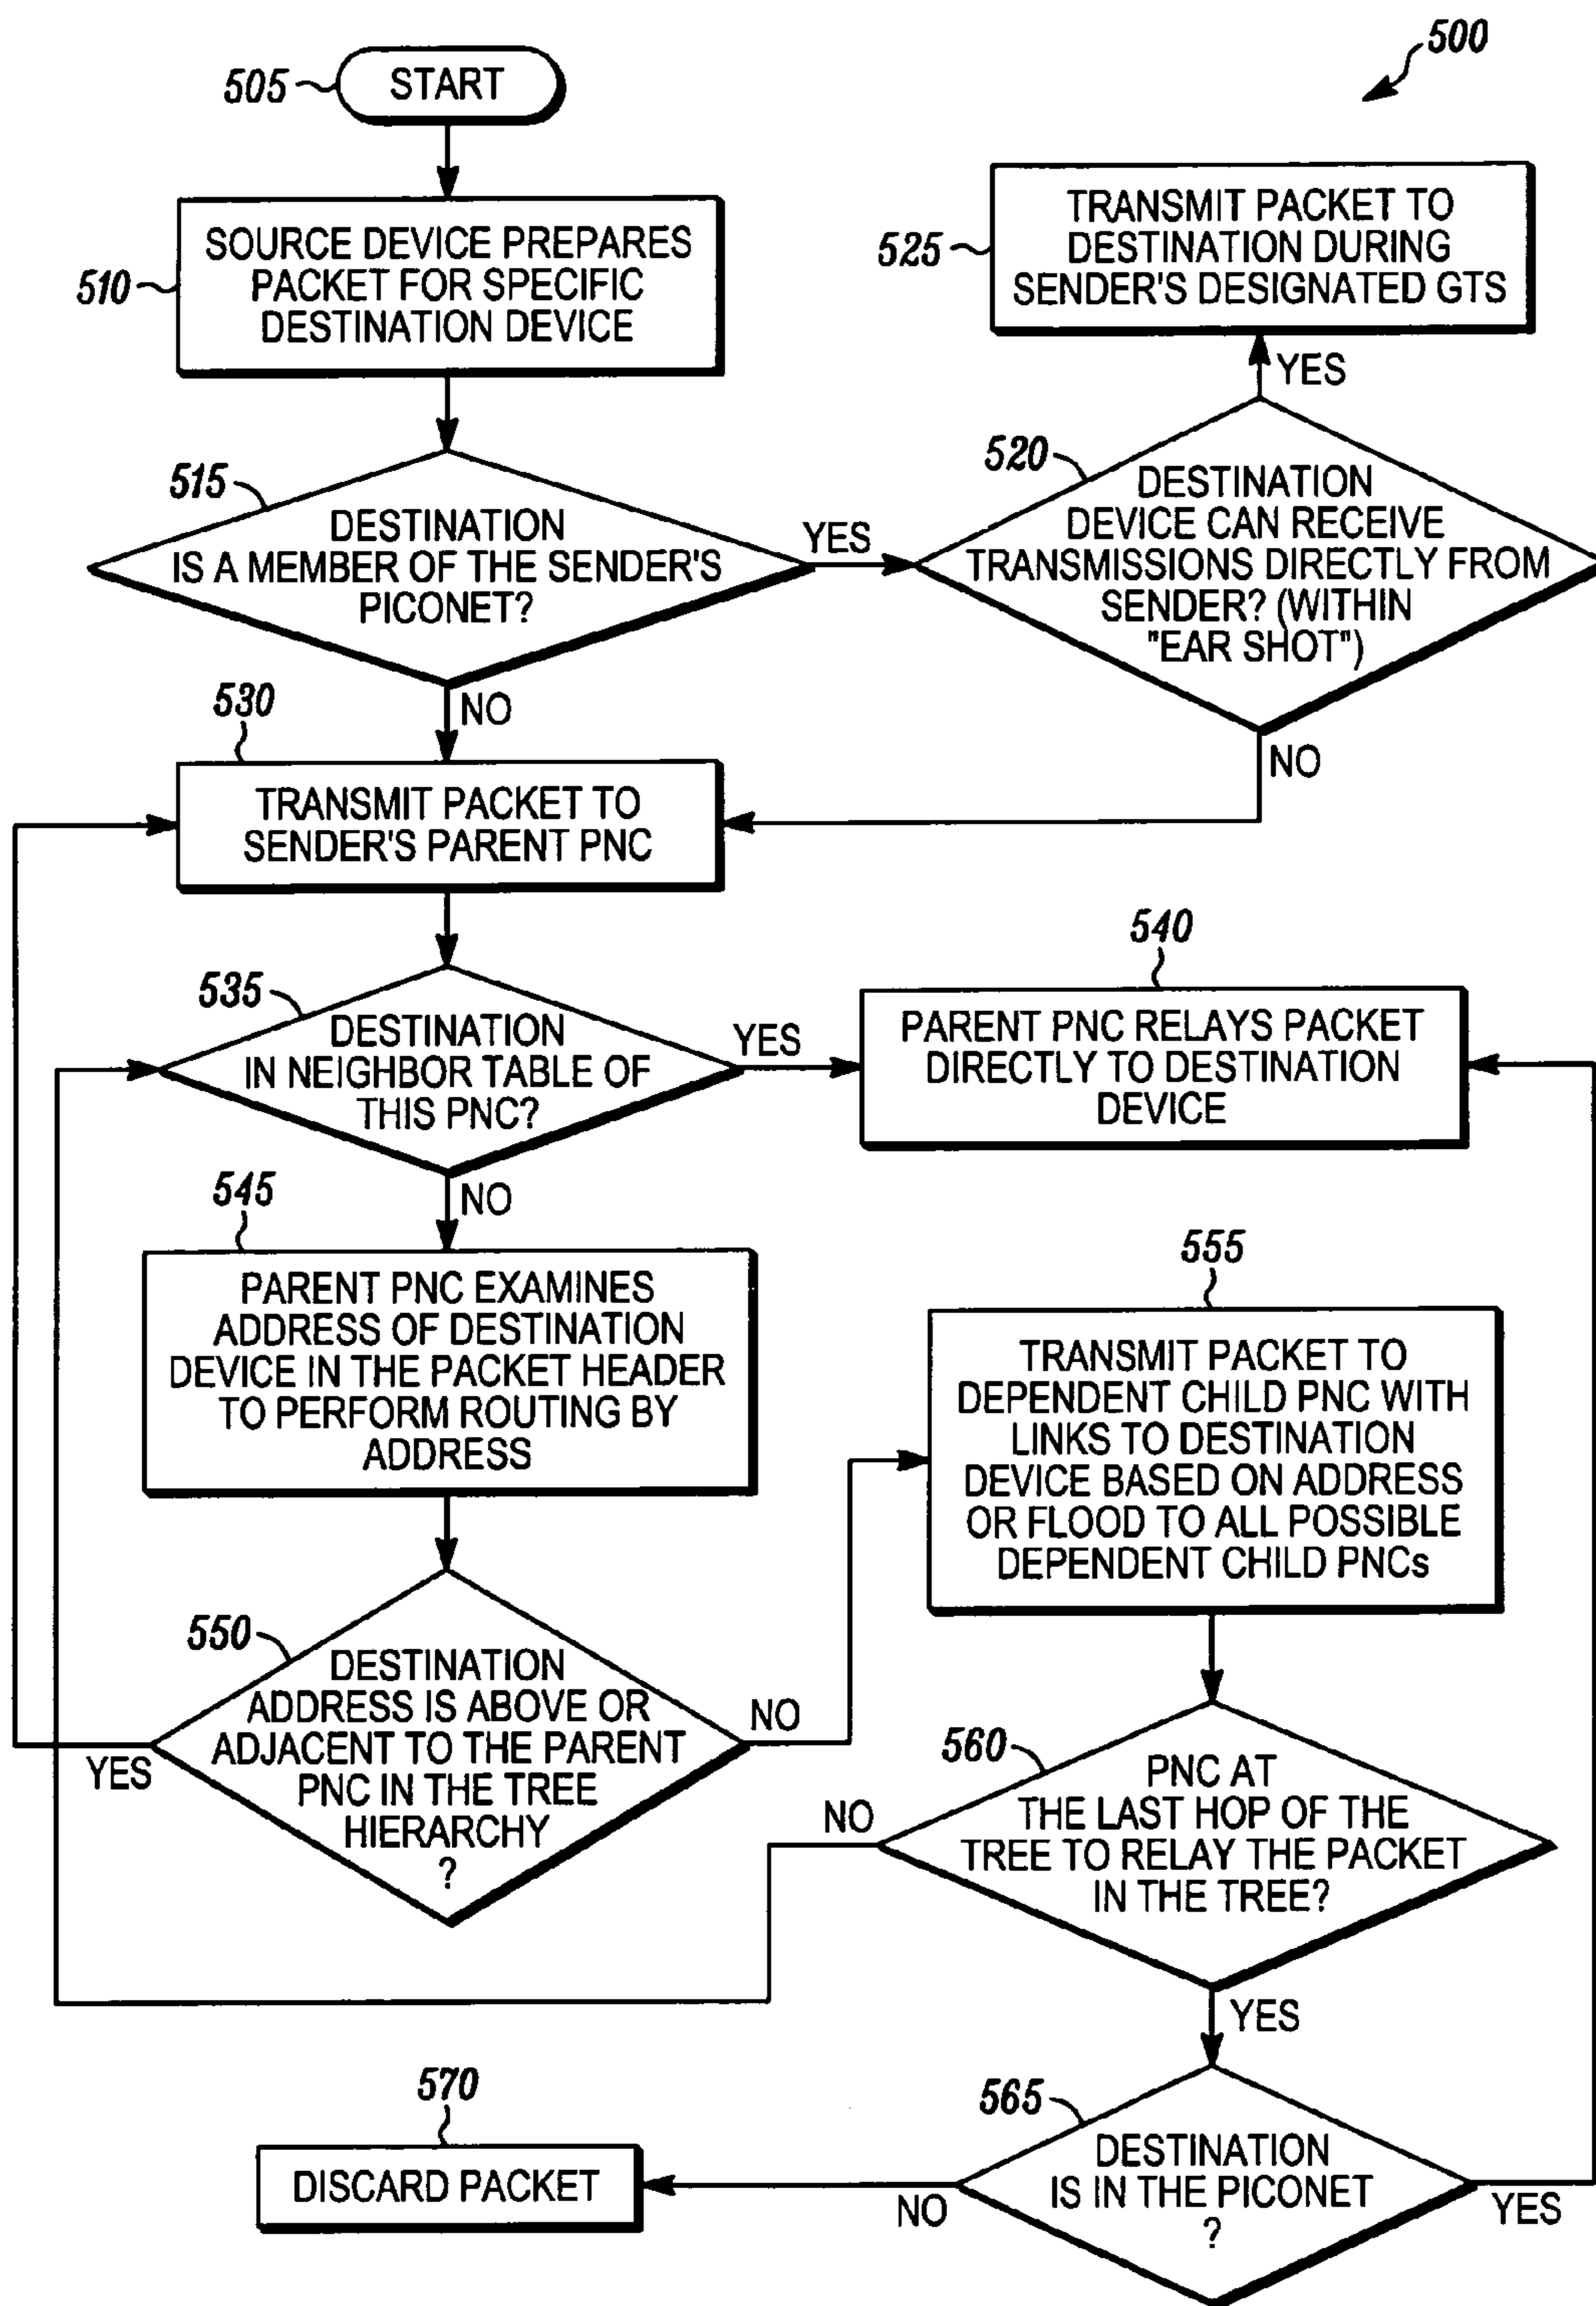 500
505
START
510
SOURCE DEVICE PREPARES
PACKET FOR SPECIFIC
DESTINATION DEVICE
525
TRANSMIT PACKET TO
DESTINATION DURING
SENDER'S DESIGNATED GTS
YES
515
DESTINATION
IS A MEMBER OF THE SENDER'S
PICONET?
YES
520
DESTINATION
DEVICE CAN RECEIVE
TRANSMISSIONS DIRECTLY FROM
SENDER? (WITHIN
"EAR SHOT")
NO
NO
530
TRANSMIT PACKET TO
SENDER'S PARENT PNC
535
DESTINATION
IN NEIGHBOR TABLE OF
THIS PNC?
YES
540
PARENT PNC RELAYS PACKET
DIRECTLY TO DESTINATION
DEVICE
NO
545
PARENT PNC EXAMINES
ADDRESS OF DESTINATION
DEVICE IN THE PACKET HEADER
TO PERFORM ROUTING BY
ADDRESS
555
TRANSMIT PACKET TO
DEPENDENT CHILD PNC WITH
LINKS TO DESTINATION
DEVICE BASED ON ADDRESS
OR FLOOD TO ALL POSSIBLE
DEPENDENT CHILD PNCs
550
DESTINATION
ADDRESS IS ABOVE OR
ADJACENT TO THE PARENT
PNC IN THE TREE
HIERARCHY
?
YES
NO
560
PNC AT
THE LAST HOP OF THE
TREE TO RELAY THE PACKET
IN THE TREE?
NO
YES
565
DESTINATION
IS IN THE PICONET
?
NO
YES
570
DISCARD PACKET